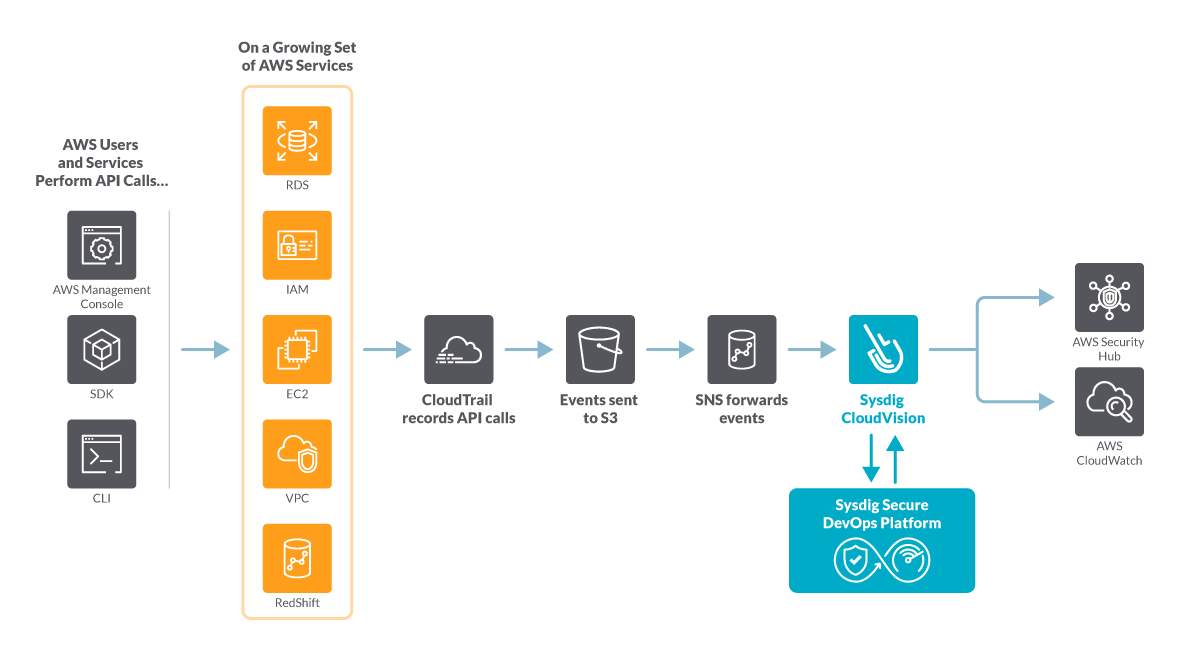 On a Growing Set
of AWS Services
AWS Users
and Services
Perform API Calls...
AWS Management
Console
SDK
CLI
RDS
IAM
EC2
VPC
RedShift
CloudTrail
records API calls
Events sent
to S3
SNS forwards
events
Sysdig
CloudVision
Sysdig Secure
DevOps Platform
AWS Security
Hub
AWS
CloudWatch